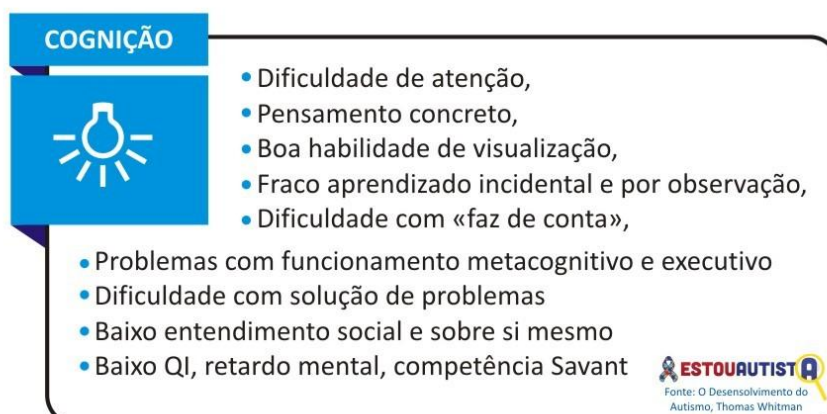 COGNIÇÃO
• Dificuldade de atenção,
• Pensamento concreto,
• Boa habilidade de visualização,
• Fraco aprendizado incidental e por observação,
• Dificuldade com «faz de conta»,
• Problemas com funcionamento metacognitivo e executivo
• Dificuldade com solução de problemas
• Baixo entendimento social e sobre si mesmo
• Baixo QI, retardo mental, competência Savant
ESTOUAUTISTA
Fonte: O Desensolvimento do
Autismo, Thomas Whitman